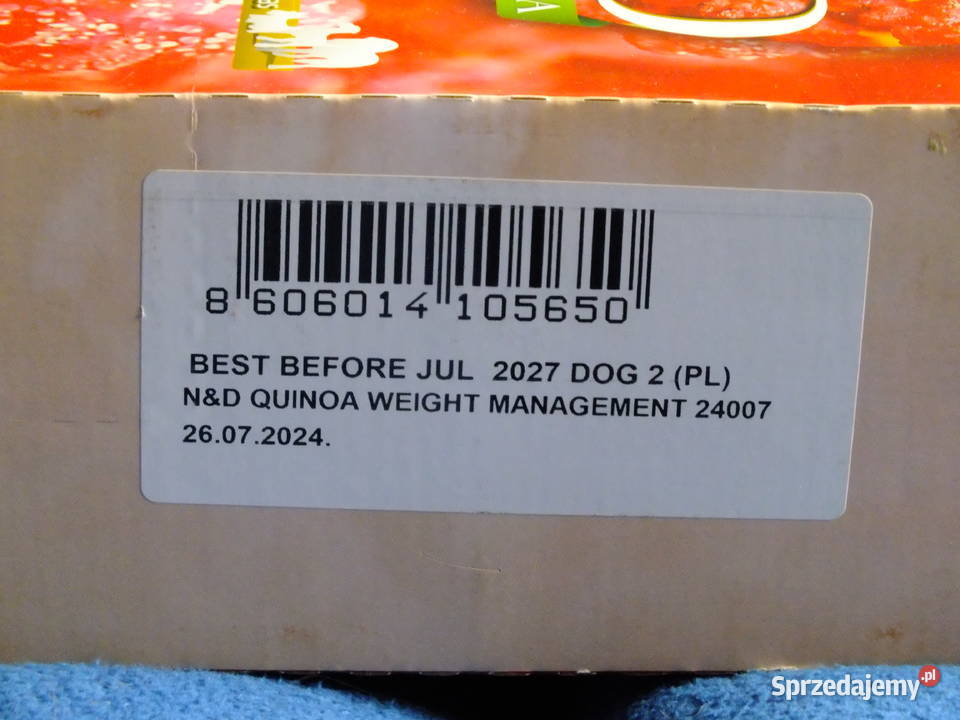 8 606014 105650
BEST BEFORE JUL 2027 DOG 2 (PL)
N&D QUINOA WEIGHT MANAGEMENT 24007
26.07.2024.
Sprzedajemy.pl